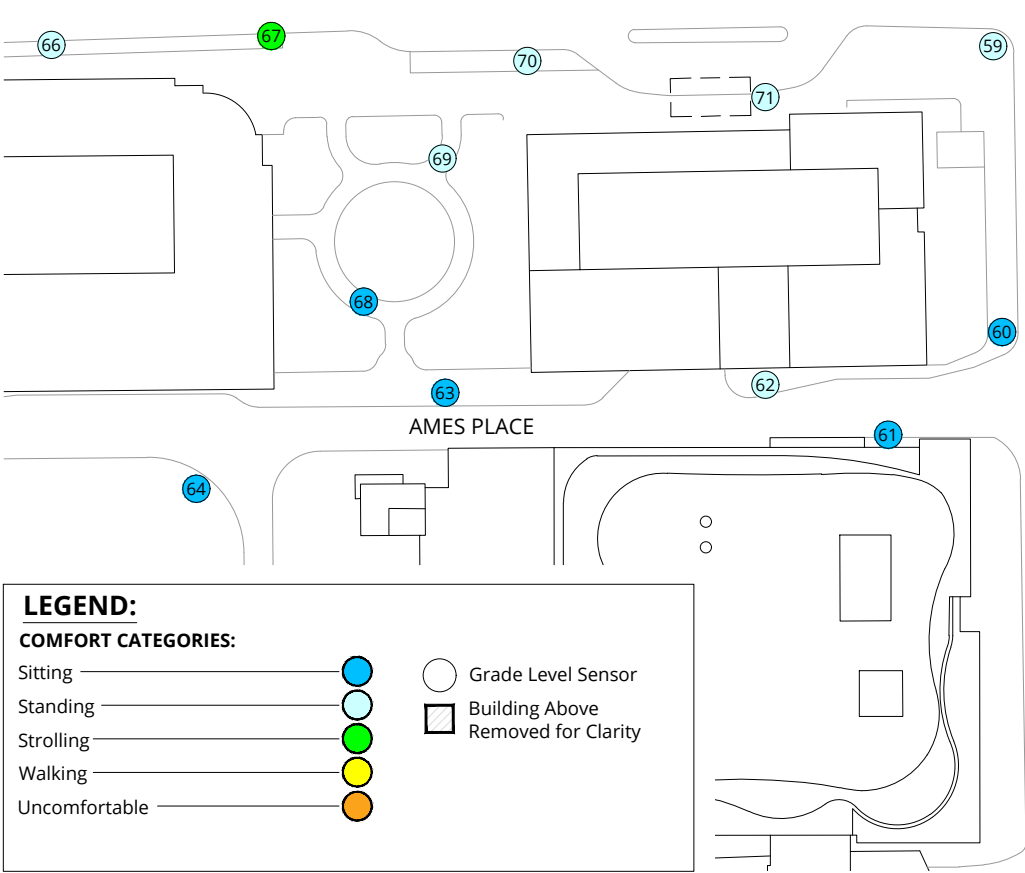 67
66
59
70
71
69
68
60
62
63
AMES PLACE
61
64
LEGEND:
COMFORT CATEGORIES:
Sitting
Standing
Strolling
Walking
Uncomfortable
Grade Level Sensor
Building Above
Removed for Clarity